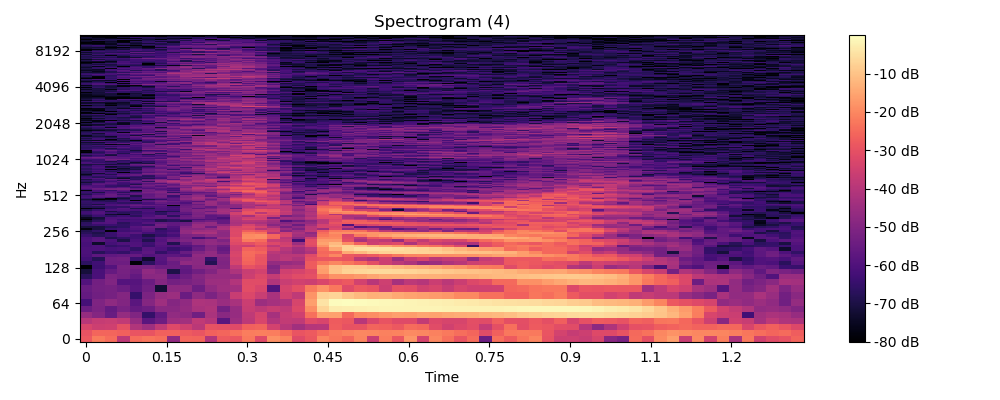 Spectrogram (4)
Hz
8192
4096
2048
1024
512
256
128
64
0
0 0.15 0.3 0.45 0.6 0.75 0.9 1.1 1.2
Time
-10 dB
-20 dB
-30 dB
-40 dB
-50 dB
-60 dB
-70 dB
-80 dB